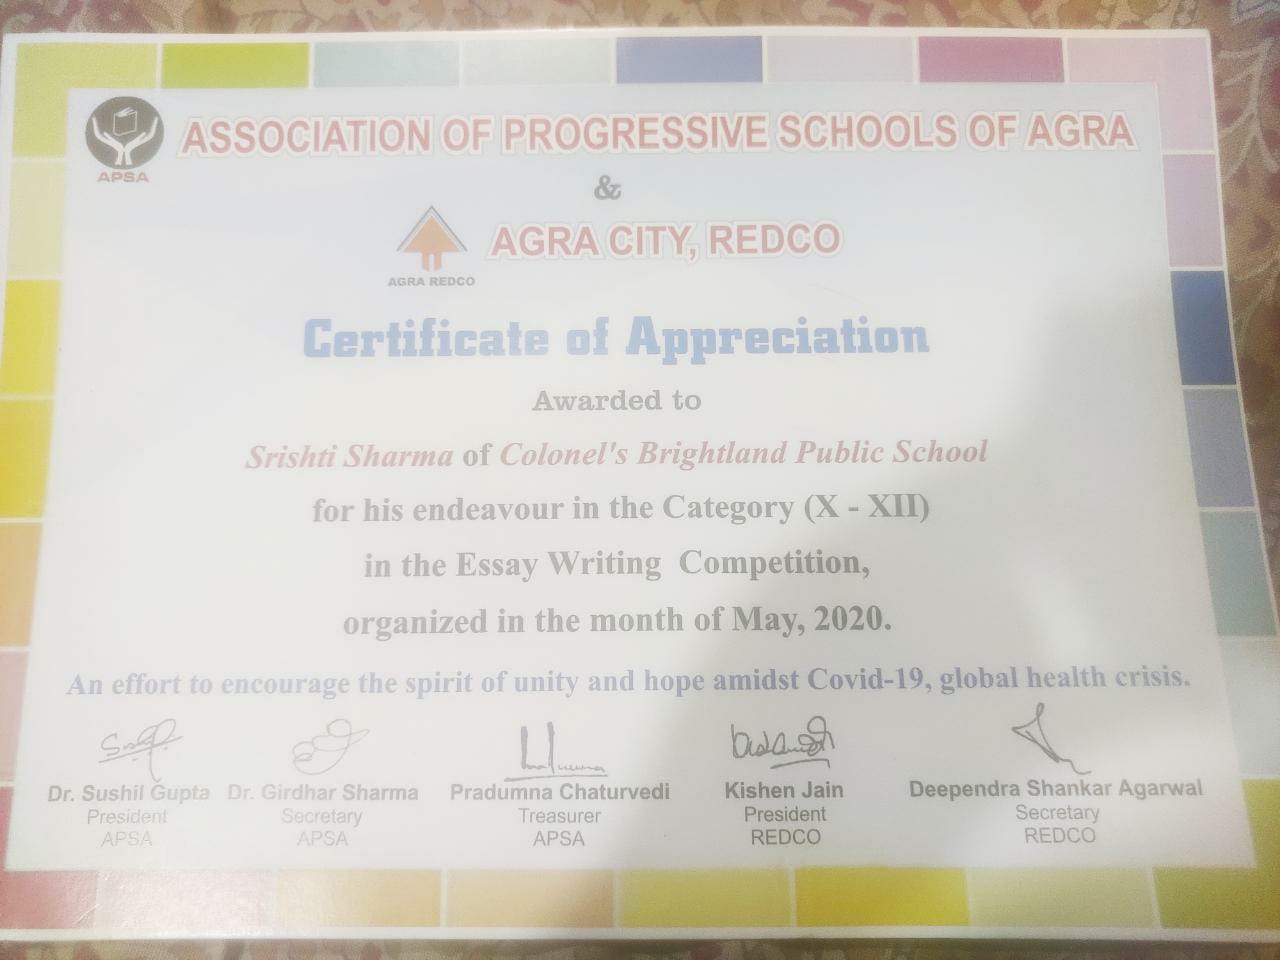 ASSOCIATION OF PROGRESSIVE SCHOOLS OF AGRA
APSA
&
AGRA CITY, REDCO
AGRA REDCO
Certificate of Appreciation
Awarded to
Srishti Sharma of Colonel's Brightland Public School
for his endeavour in the Category (X - XII)
in the Essay Writing Competition,
organized in the month of May, 2020.
An effort to encourage the spirit of unity and hope amidst Covid-19, global health crisis.
Dr. Sushil Gupta Dr. Girdhar Sharma Pradumna Chaturvedi Kishen Jain Deependra Shankar Agarwal
President Secretary Treasurer President Secretary
APSA APSA APSA REDCO REDCO